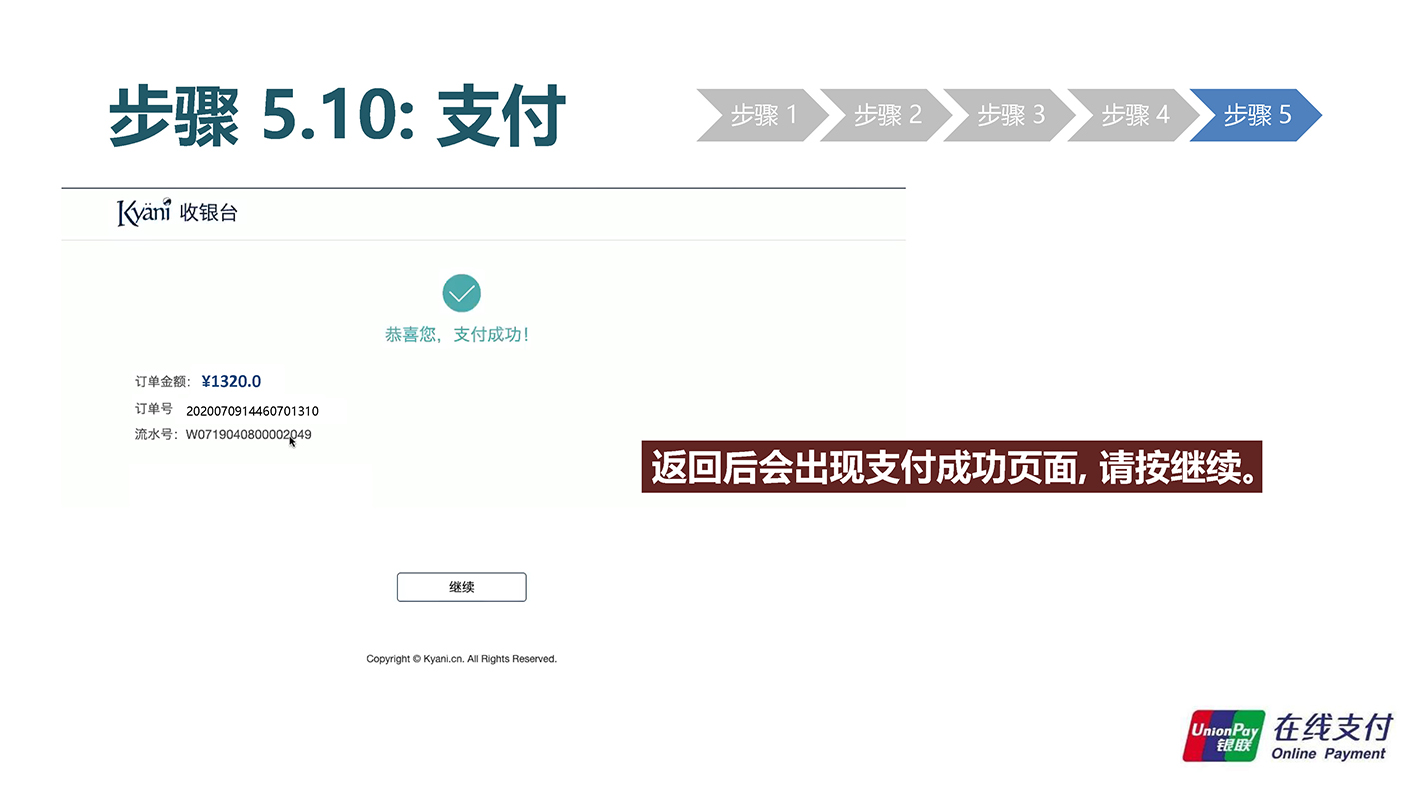 步骤 5.10: 支付
步骤 1
步骤 2
步骤 3
步骤 4
步骤 5
Kyäni 收银台
恭喜您，支付成功！
订单金额： ¥1320.0
订单号 2020070914460701310
流水号：W0719040800002049
返回后会出现支付成功页面, 请按继续。
继续
Copyright © Kyani.cn. All Rights Reserved.
UnionPay
银联
在线支付
Online Payment